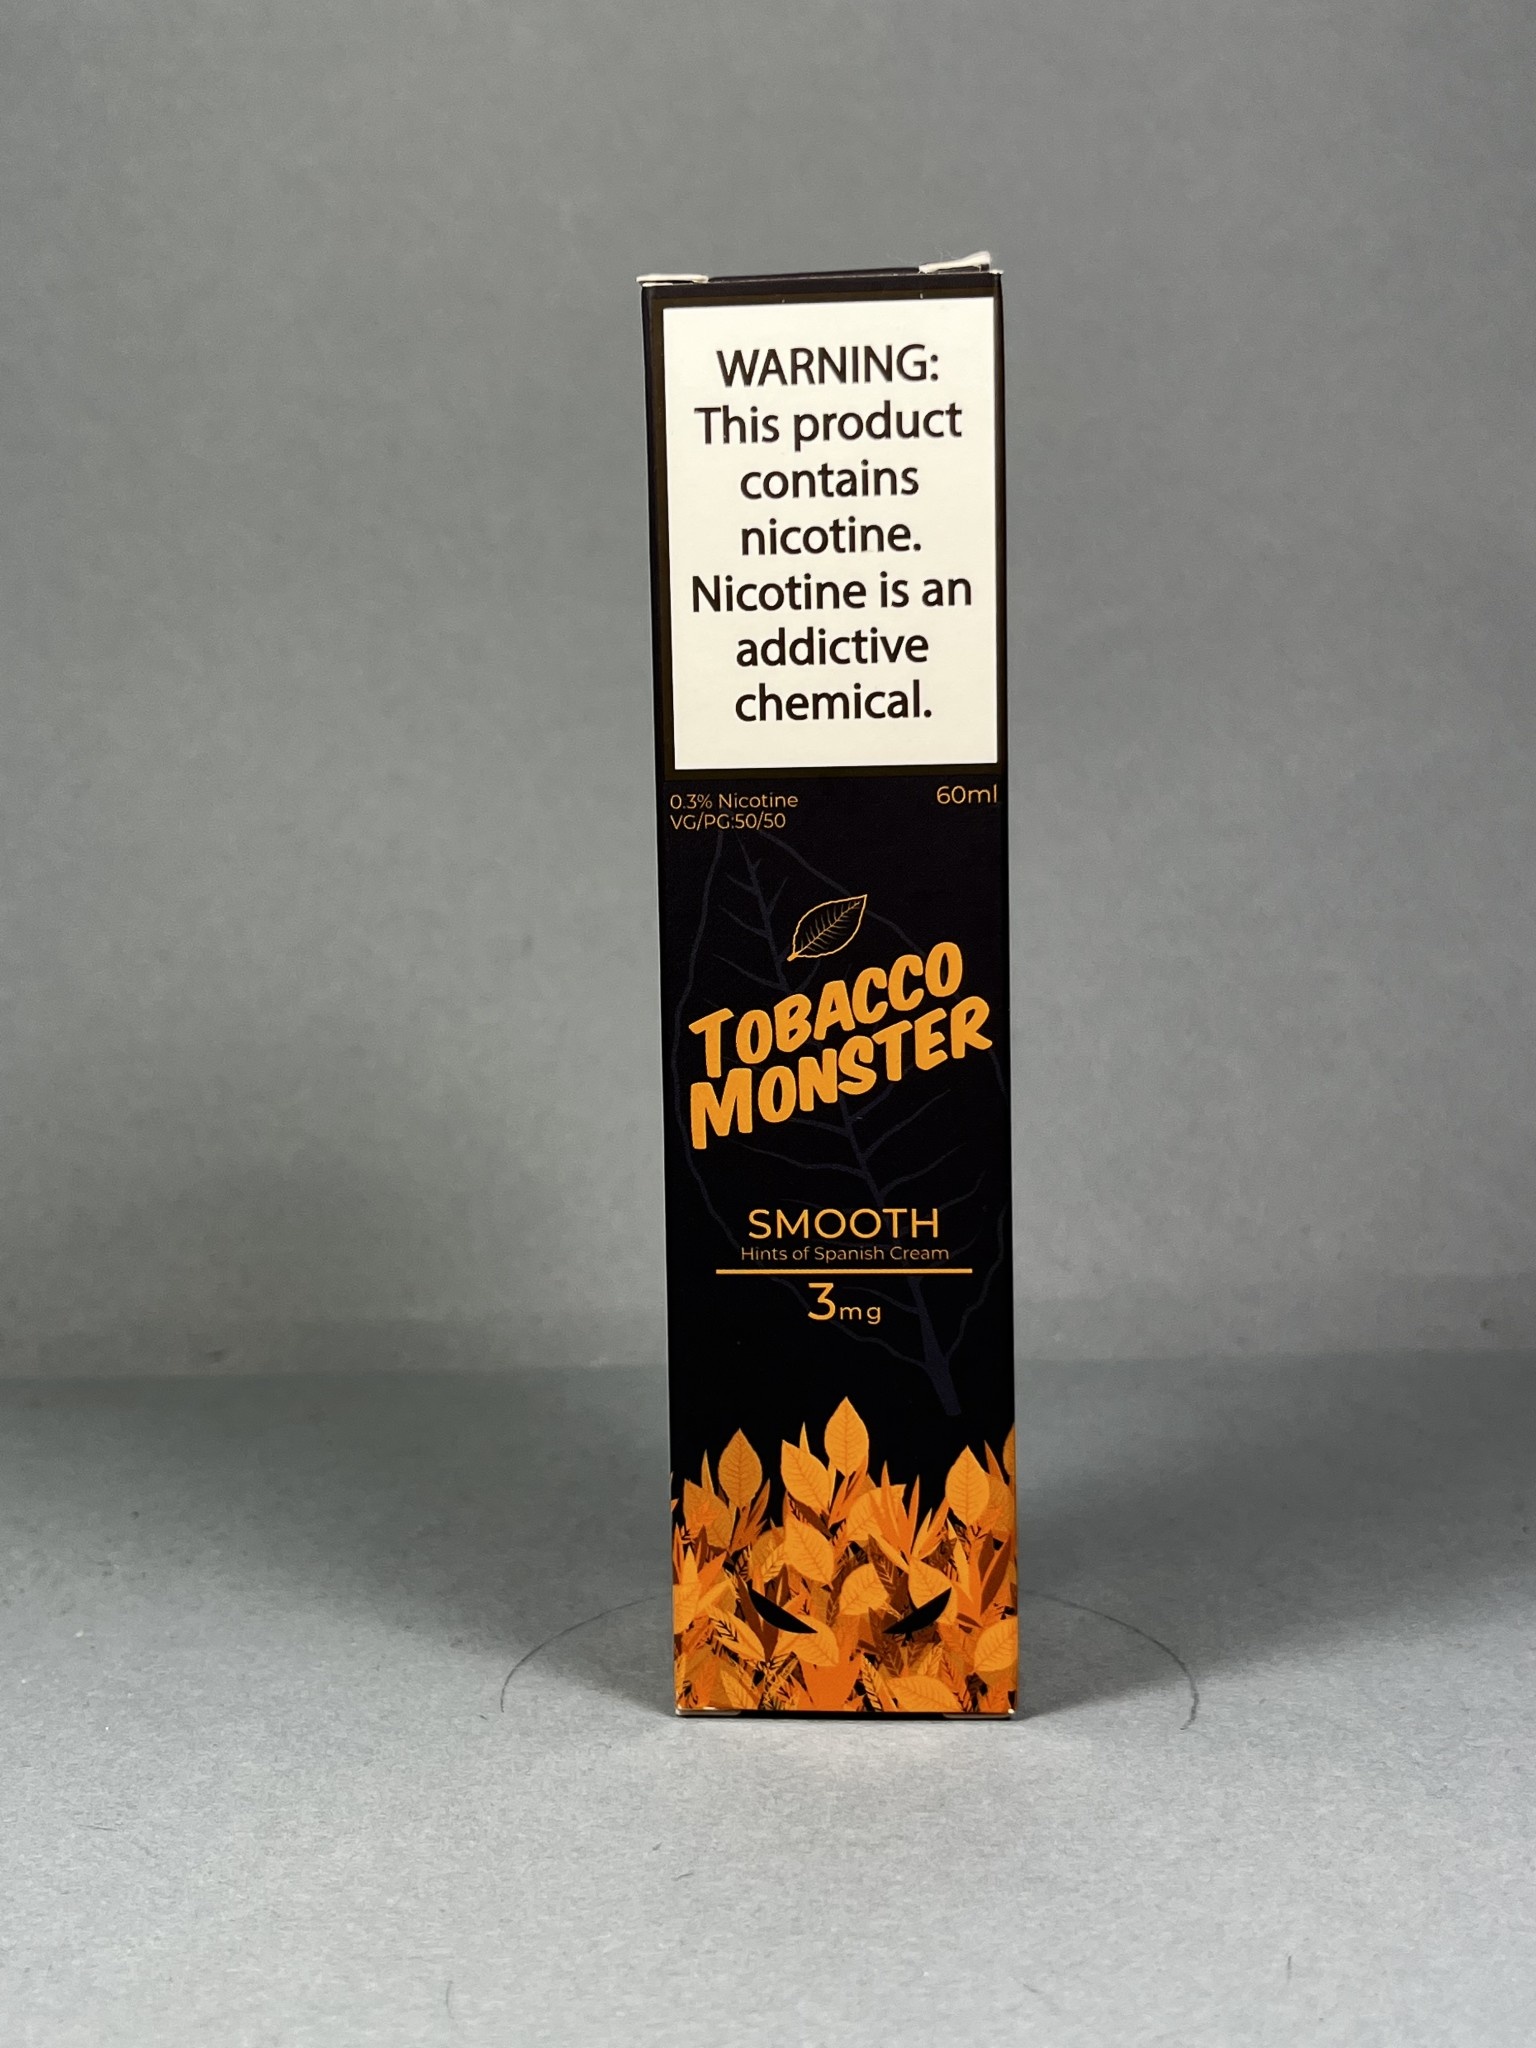 WARNING:
This product
contains
nicotine.
Nicotine is an
addictive
chemical.
0.3% Nicotine
60ml
VG/PG:50/50
TOBACCO
MONSTER
SMOOTH
Hints of Spanish Cream
3mg